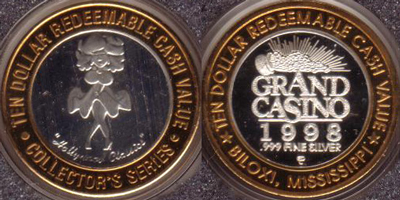 TEN DOLLAR REDEEMABLE CASH VALUE
"Hollywood Classics"
COLLECTOR'S SERIES
TEN DOLLAR REDEEMABLE CASH VALUE
GRAND
CASINO
1998
.999 FINE SILVER
BILOXI, MISSISSIPPI